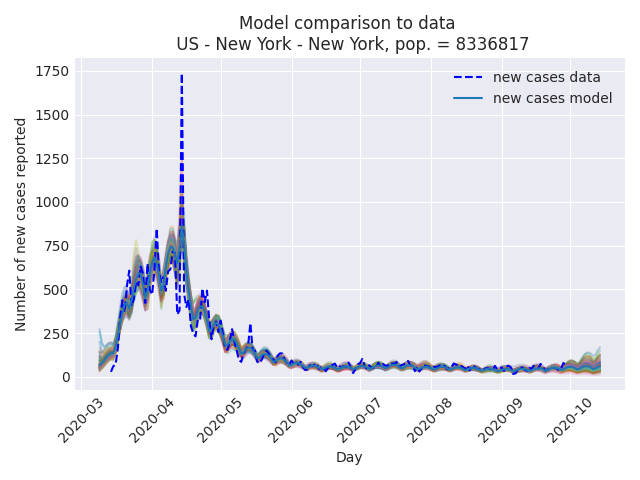 Model comparison to data
US - New York - New York, pop. = 8336817
new cases data
new cases model
Number of new cases reported
1750
1500
1250
1000
750
500
250
0
2020-03
2020-04
2020-05
2020-06
2020-07
2020-08
2020-09
2020-10
Day